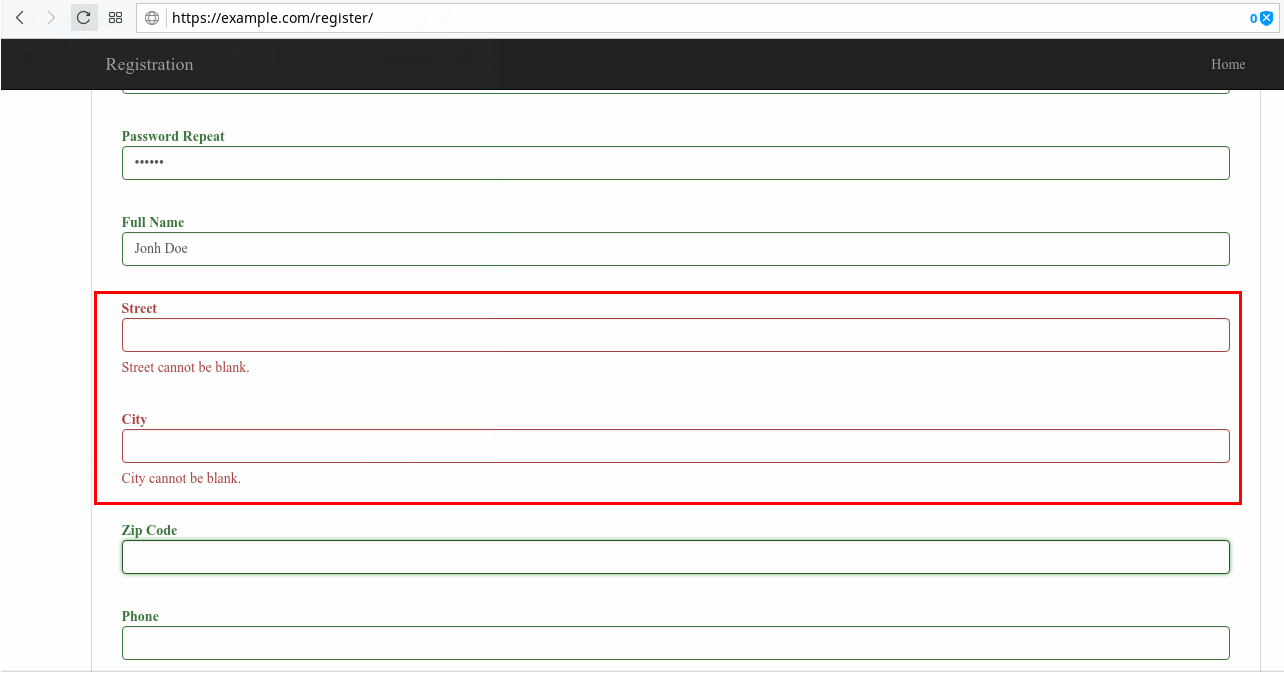 https://example.com/register/
0
Registration
Home
Password Repeat
••••••
Full Name
Jonh Doe
Street
Street cannot be blank.
City
City cannot be blank.
Zip Code
Phone